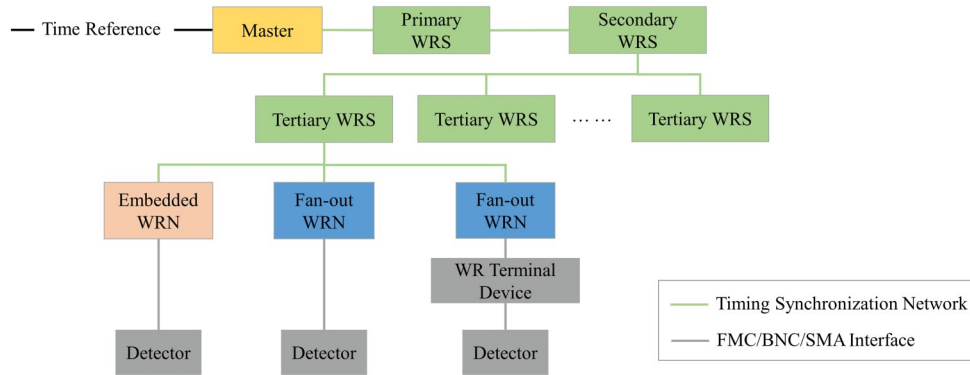 Time Reference
Master
Primary
WRS
Secondary
WRS
Tertiary WRS
Tertiary WRS
... ...
Tertiary WRS
Embedded
WRN
Fan-out
WRN
Fan-out
WRN
WR Terminal
Device
Detector
Detector
Detector
Timing Synchronization Network
FMC/BNC/SMA Interface